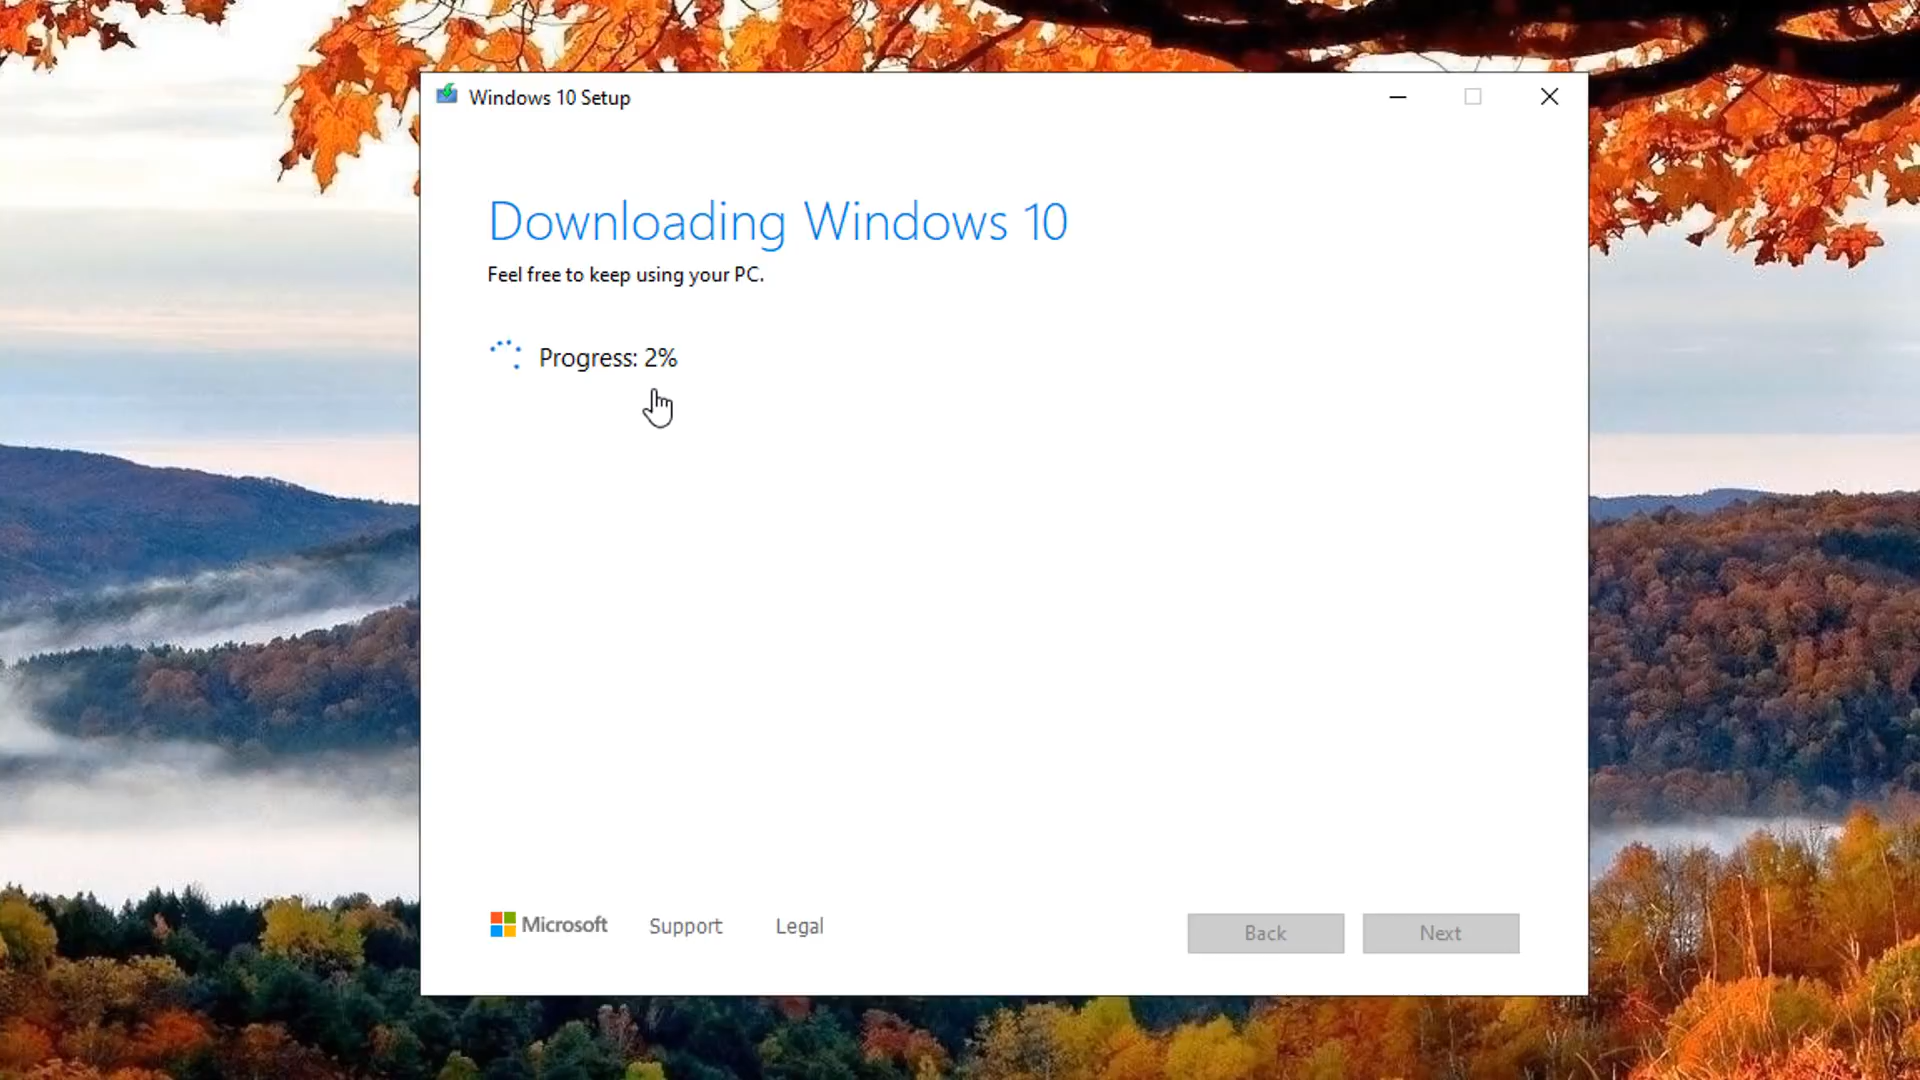 Windows 10 Setup
Downloading Windows 10
Feel free to keep using your PC.
Progress: 2%
Microsoft Support Legal Back Next